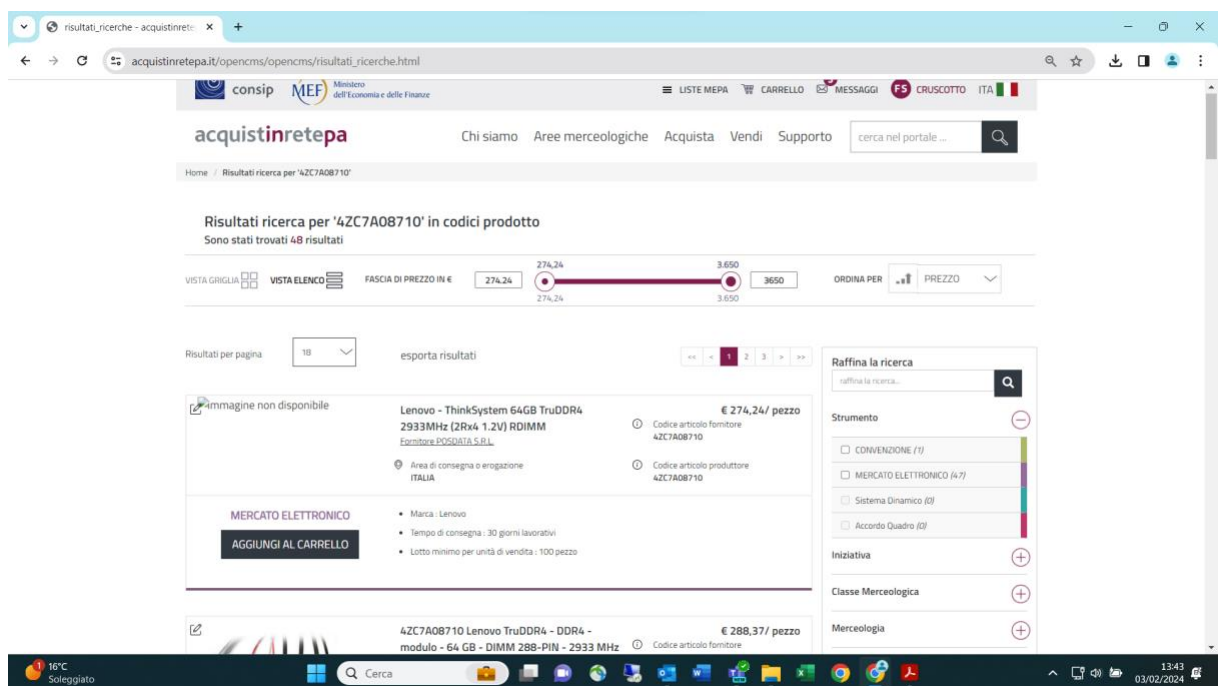 risultati_ricerche - acquistinrete
acquistinretepa.it/opencms/opencms/risultati_ricerche.html
consip MEF Ministero dell'Economia e delle Finanze
LISTE MEPA CARRELLO MESSAGGI FS CRUSCOTTO ITA
acquistinretepa Chi siamo Aree merceologiche Acquista Vendi Supporto cerca nel portale ...
Home / Risultati ricerca per '4ZC7A08710'
Risultati ricerca per '4ZC7A08710' in codici prodotto
Sono stati trovati 48 risultati
274,24 3.650
VISTA GRIGLIA VISTA ELENCO FASCIA DI PREZZO IN € 274.24 3650 ORDINA PER PREZZO
274,24 3.650
Risultati per pagina 18 esporta risultati << < 1 2 3 > >>
Raffina la ricerca
raffina la ricerca...
immagine non disponibile
Lenovo - ThinkSystem 64GB TruDDR4
2933MHz (2Rx4 1.2V) RDIMM
Fornitore POSDATA S.R.L.
€ 274,24/ pezzo
Codice articolo fornitore
4ZC7A08710
Area di consegna o erogazione
ITALIA
Codice articolo produttore
4ZC7A08710
MERCATO ELETTRONICO
AGGIUNGI AL CARRELLO
• Marca : Lenovo
• Tempo di consegna : 30 giorni lavorativi
• Lotto minimo per unità di vendita : 100 pezzo
Strumento
CONVENZIONE (1)
MERCATO ELETTRONICO (47)
Sistema Dinamico (0)
Accordo Quadro (0)
Iniziativa
Classe Merceologica
Merceologia
4ZC7A08710 Lenovo TruDDR4 - DDR4 -
modulo - 64 GB - DIMM 288-PIN - 2933 MHz
€ 288,37/ pezzo
Codice articolo fornitore
1
16°C
Soleggiato
Cerca
13:43
03/02/2024